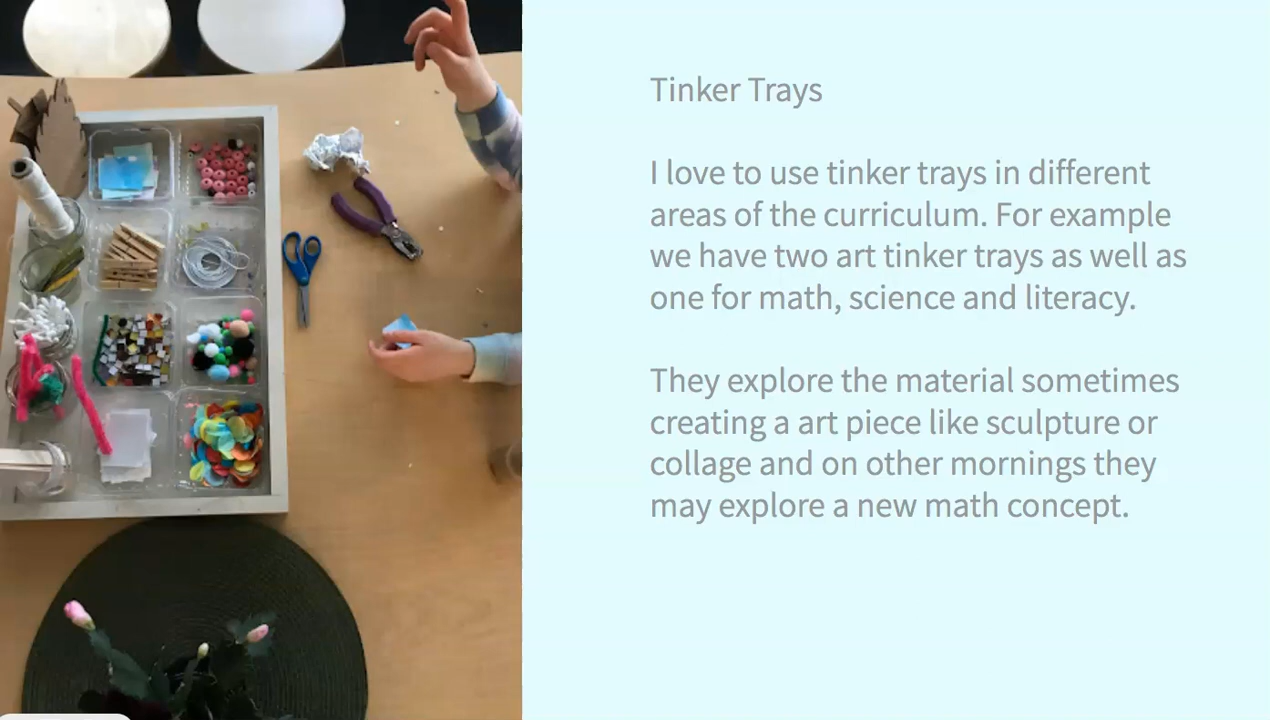 Tinker Trays
I love to use tinker trays in different
areas of the curriculum. For example
we have two art tinker trays as well as
one for math, science and literacy.
They explore the material sometimes
creating a art piece like sculpture or
collage and on other mornings they
may explore a new math concept.